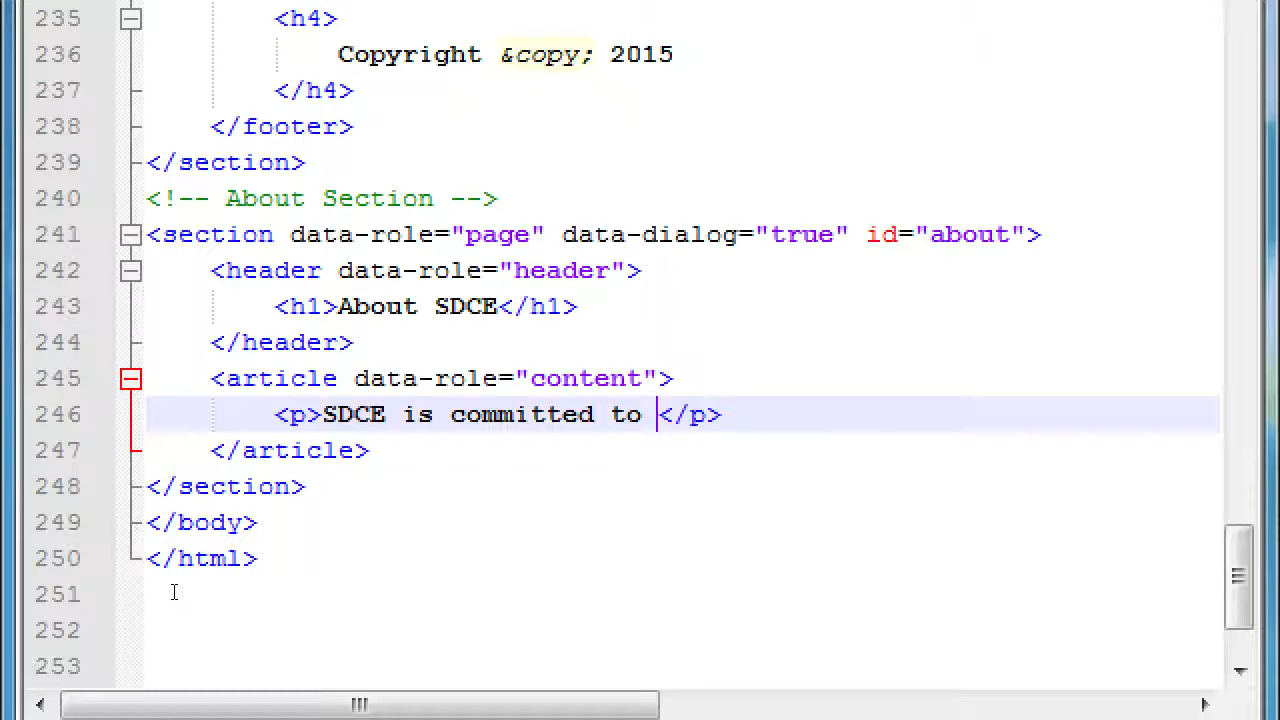 235 <h4>
236 Copyright &copy; 2015
237 </h4>
238 </footer>
239 </section>
240 <!-- About Section -->
241 <section data-role="page" data-dialog="true" id="about">
242 <header data-role="header">
243 <h1>About SDCE</h1>
244 </header>
245 <article data-role="content">
246 <p>SDCE is committed to </p>
247 </article>
248 </section>
249 </body>
250 </html>
251
252
253